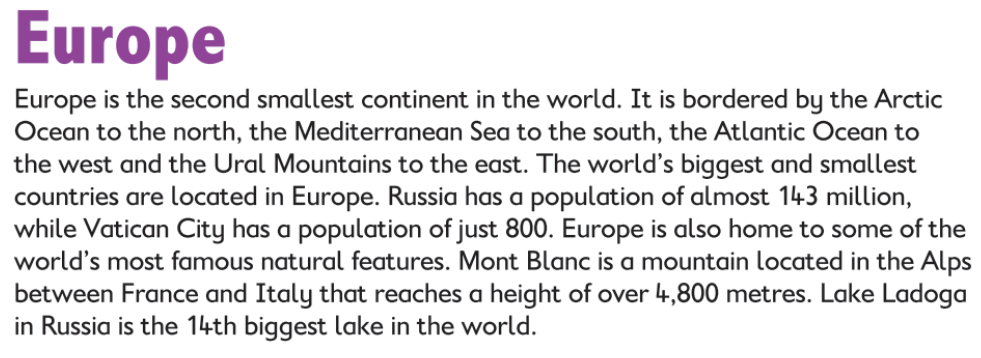 Europe
Europe is the second smallest continent in the world. It is bordered by the Arctic
Ocean to the north, the Mediterranean Sea to the south, the Atlantic Ocean to
the west and the Ural Mountains to the east. The world’s biggest and smallest
countries are located in Europe. Russia has a population of almost 143 million,
while Vatican City has a population of just 800. Europe is also home to some of the
world’s most famous natural features. Mont Blanc is a mountain located in the Alps
between France and Italy that reaches a height of over 4,800 metres. Lake Ladoga
in Russia is the 14th biggest lake in the world.